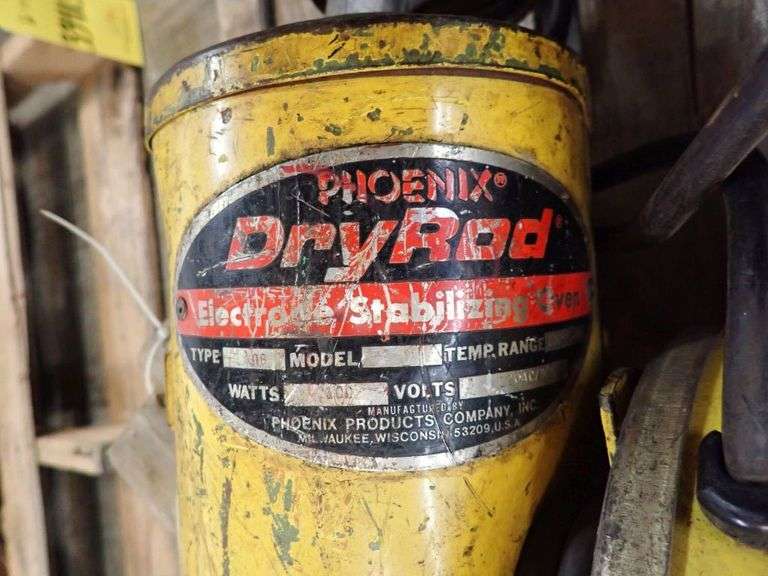 PHOENIX®
DryRod®
Electrode Stabilizing Oven
TYPE MODEL TEMP. RANGE
WATTS VOLTS
MANUFACTURED BY
PHOENIX PRODUCTS COMPANY, INC.
MILWAUKEE, WISCONSIN 53209, U.S.A.